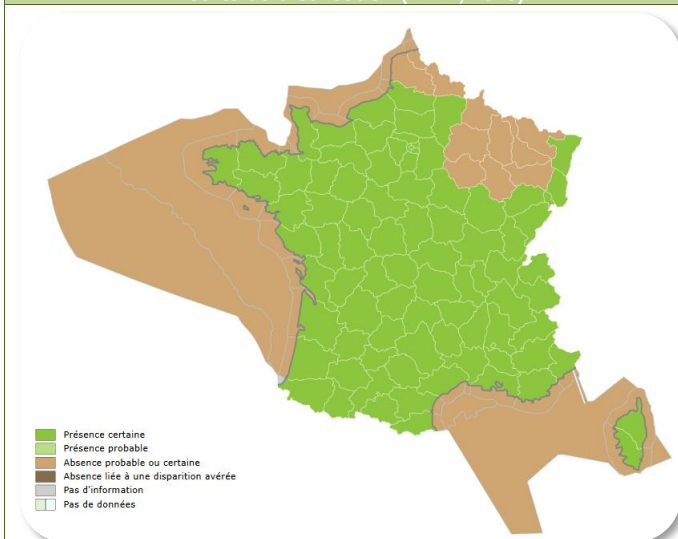 Présence certaine
Présence probable
Absence probable ou certaine
Absence liée à une disparition avérée
Pas d'information
Pas de données